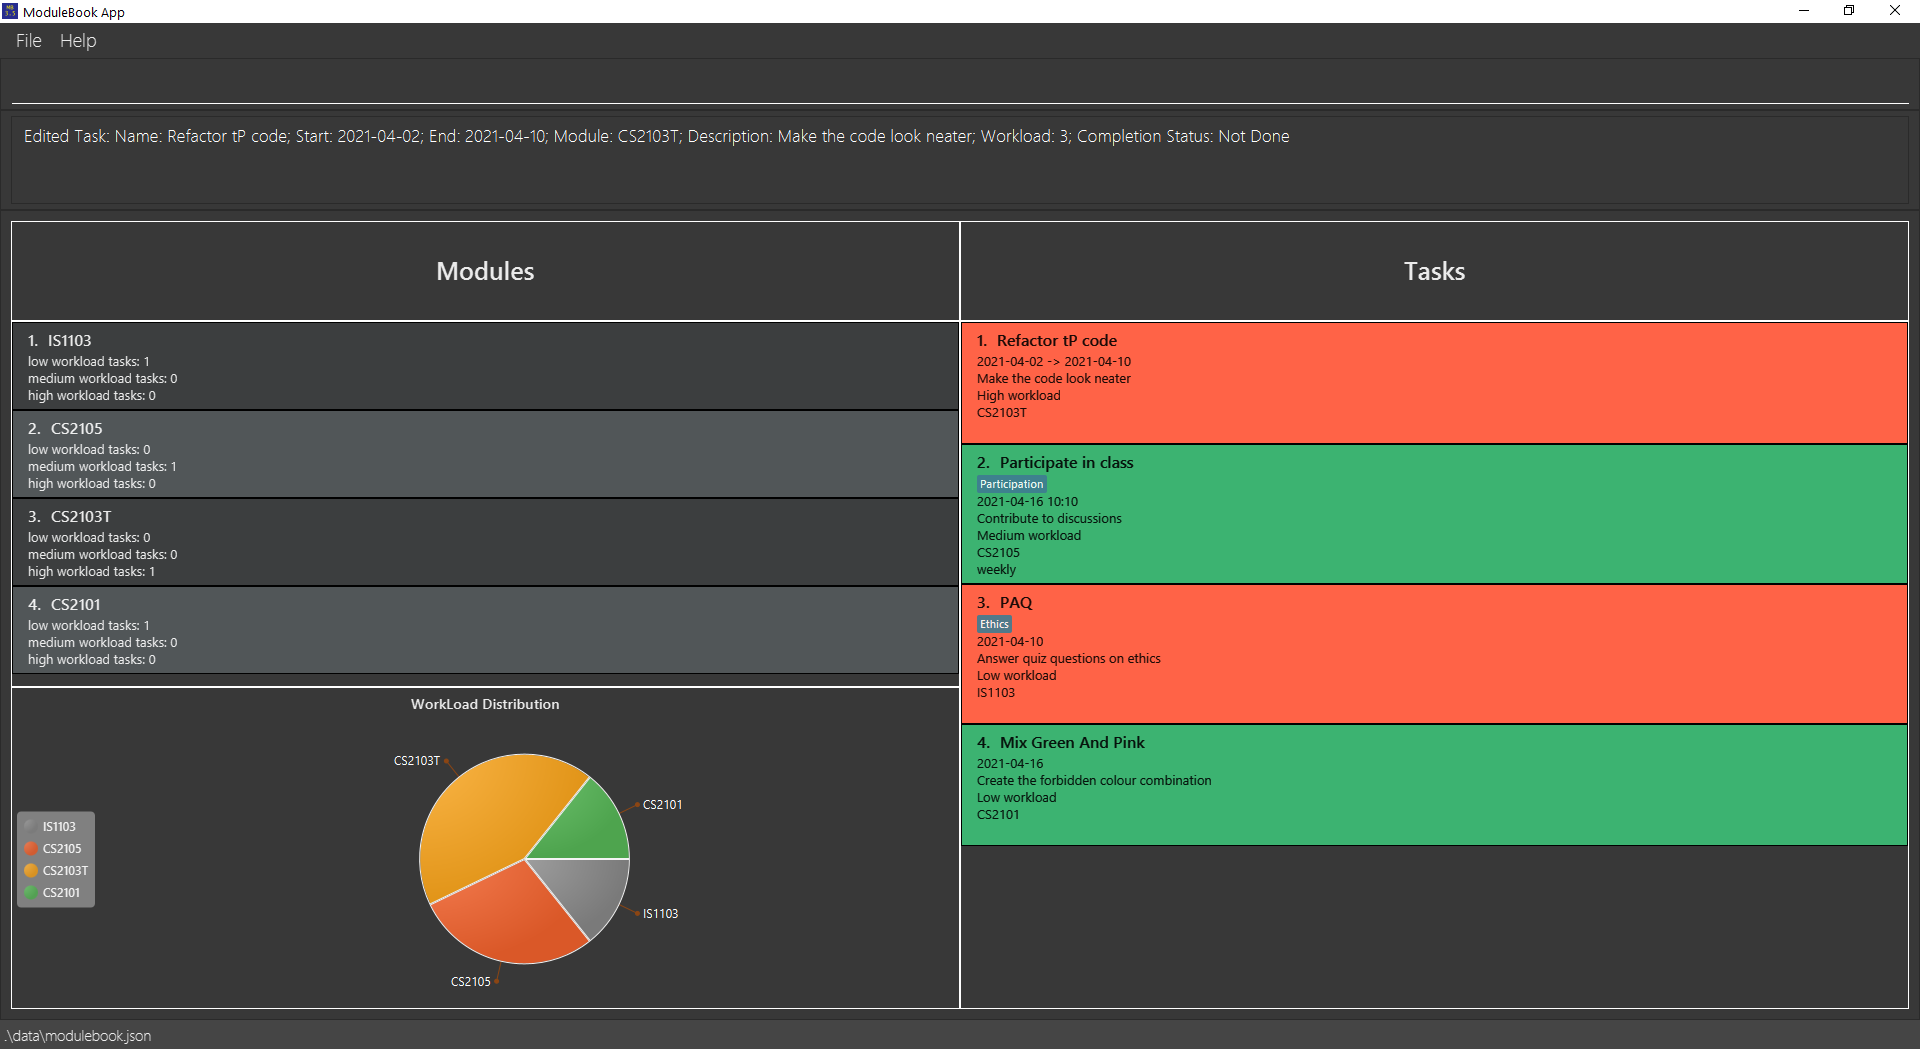 ModuleBook App
File Help
Edited Task: Name: Refactor tP code; Start: 2021-04-02; End: 2021-04-10; Module: CS2103T; Description: Make the code look neater; Workload: 3; Completion Status: Not Done
Modules
1. IS1103
low workload tasks: 1
medium workload tasks: 0
high workload tasks: 0
2. CS2105
low workload tasks: 0
medium workload tasks: 1
high workload tasks: 0
3. CS2103T
low workload tasks: 0
medium workload tasks: 0
high workload tasks: 1
4. CS2101
low workload tasks: 1
medium workload tasks: 0
high workload tasks: 0
WorkLoad Distribution
CS2103T
CS2101
IS1103
CS2105
IS1103
CS2105
CS2103T
CS2101
Tasks
1. Refactor tP code
2021-04-02 -> 2021-04-10
Make the code look neater
High workload
CS2103T
2. Participate in class
Participation
2021-04-16 10:10
Contribute to discussions
Medium workload
CS2105
weekly
3. PAQ
Ethics
2021-04-10
Answer quiz questions on ethics
Low workload
IS1103
4. Mix Green And Pink
2021-04-16
Create the forbidden colour combination
Low workload
CS2101
.\data\modulebook.json